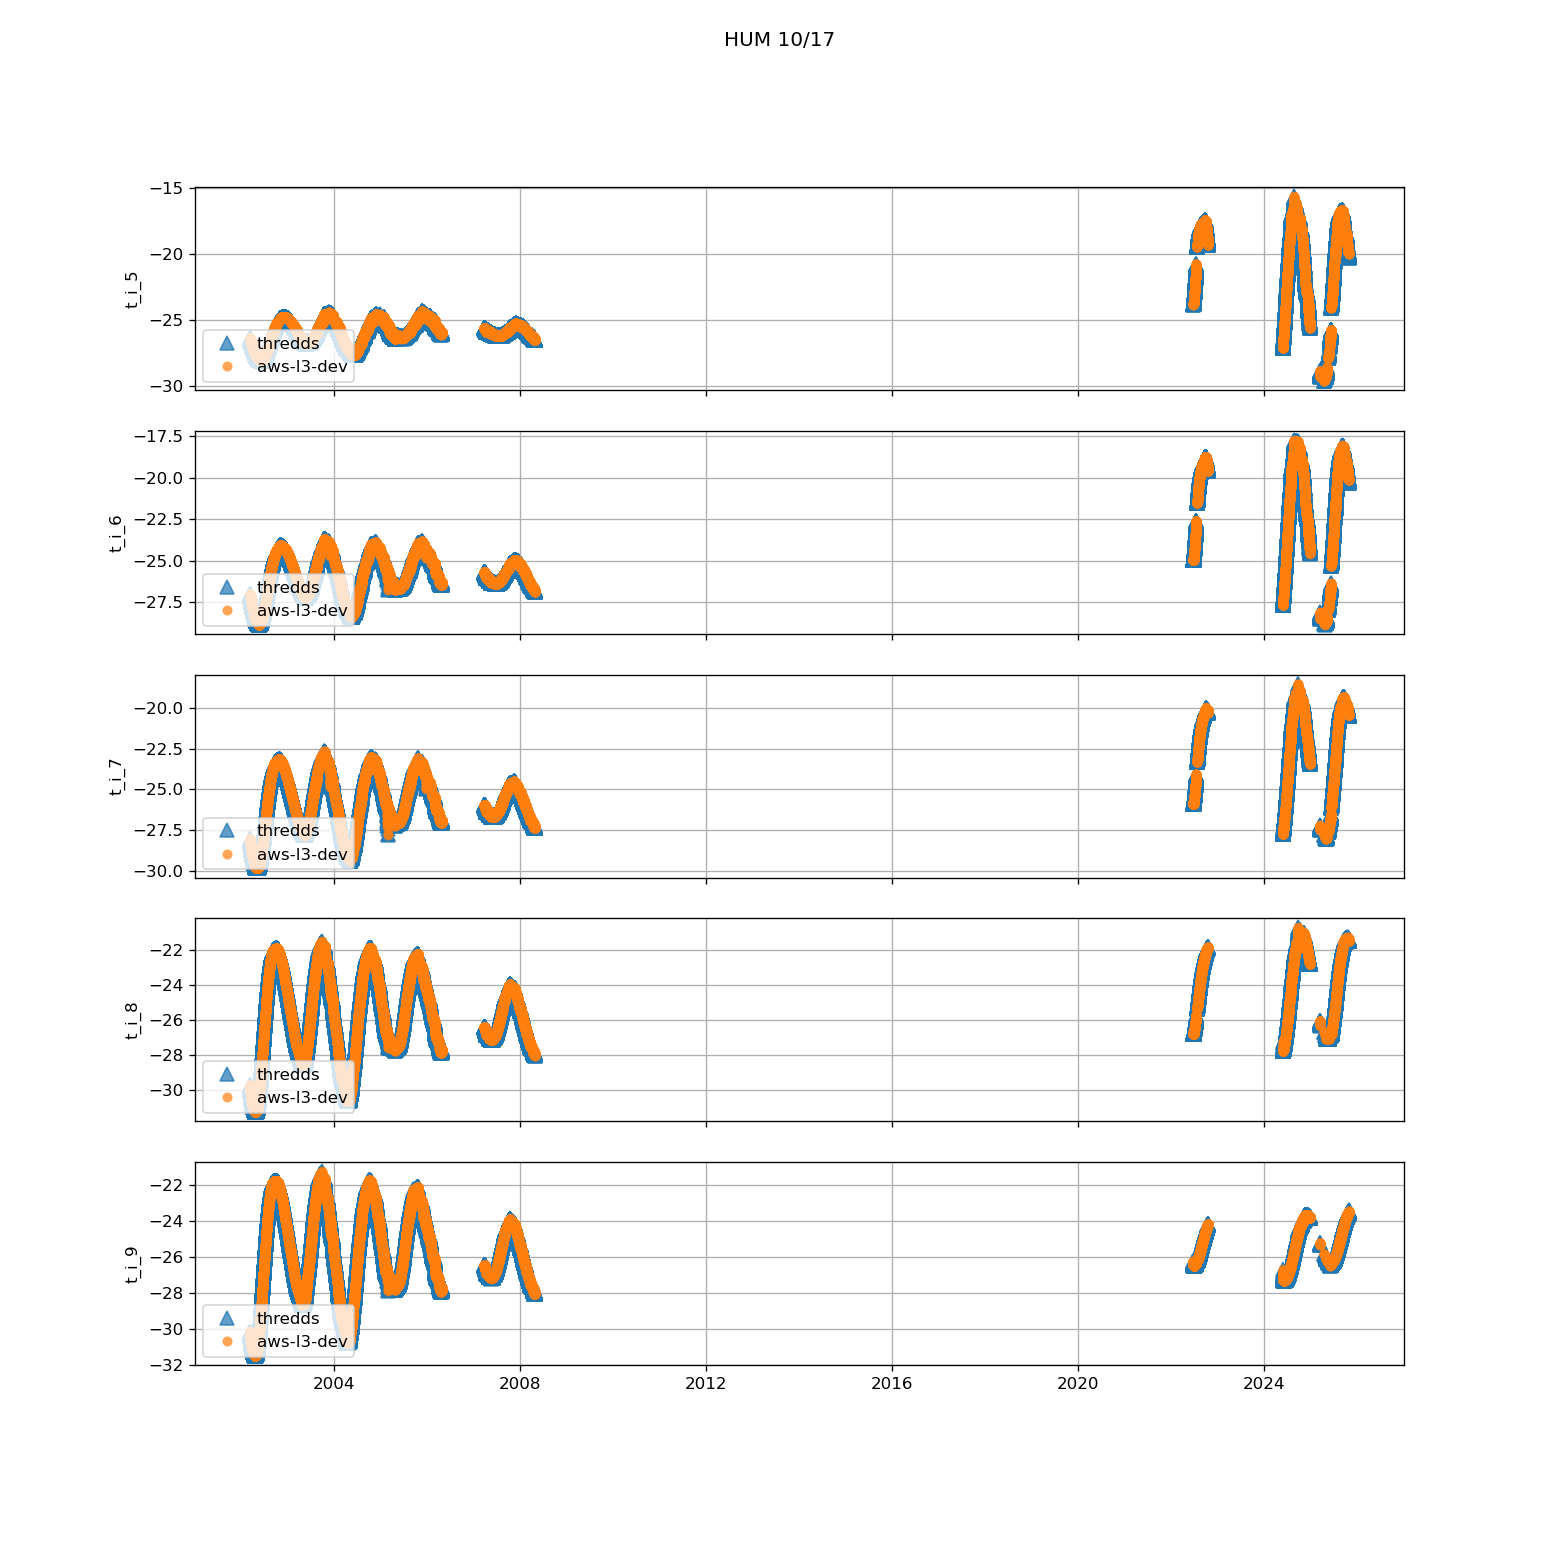 HUM 10/17
−15
−20
−25
−30
t_i_5
thredds
aws-l3-dev
−17.5
−20.0
−22.5
−25.0
−27.5
t_i_6
thredds
aws-l3-dev
−20.0
−22.5
−25.0
−27.5
−30.0
t_i_7
thredds
aws-l3-dev
−22
−24
−26
−28
−30
t_i_8
thredds
aws-l3-dev
−22
−24
−26
−28
−30
−32
t_i_9
thredds
aws-l3-dev
2004 2008 2012 2016 2020 2024